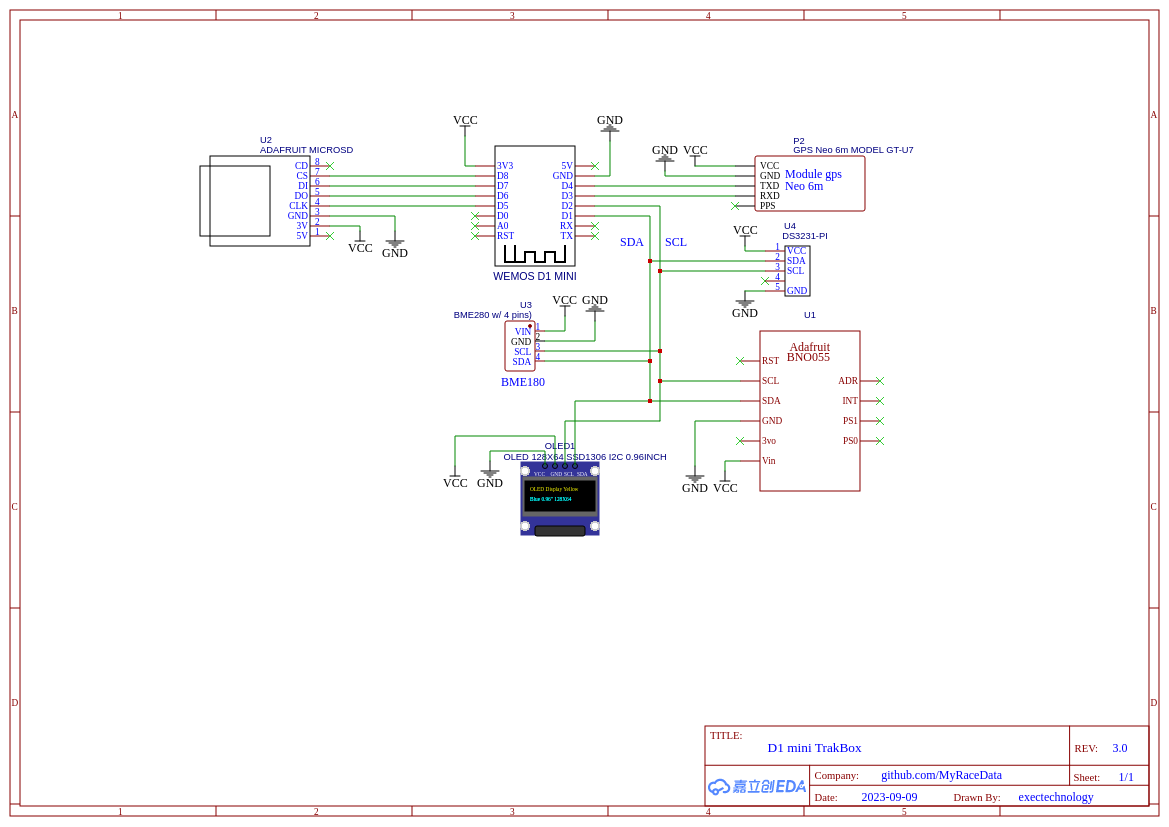 1 2 3 4 5
A A
B B
C C
D D
1 2 3 4 5
U2
ADAFRUIT MICROSD
CD 8
CS 7
DI 6
DO 5
CLK 4
GND 3
3V 2
5V 1
VCC
GND
VCC
GND
3V3 5V
D8 GND
D7 D4
D6 D3
D5 D2
D0 D1
A0 RX
RST TX
WEMOS D1 MINI
SDA SCL
GND VCC
P2
GPS Neo 6m MODEL GT-U7
VCC
GND
TXD
RXD
PPS
Module gps
Neo 6m
VCC
U4
DS3231-PI
1 VCC
2 SDA
3 SCL
4
5 GND
GND
U3
BME280 w/ 4 pins)
VCC GND
VIN 1
GND 2
SCL 3
SDA 4
BME180
U1
Adafruit
BNO055
RST
SCL ADR
SDA INT
GND PS1
3vo PS0
Vin
GND VCC
OLED1
OLED 128X64 SSD1306 I2C 0.96INCH
VCC GND
VCC GND SCL SDA
OLED Display Yellow
Blue 0.96" 128X64
TITLE:
D1 mini TrakBox
REV: 3.0
嘉立创EDA
Company: github.com/MyRaceData
Sheet: 1/1
Date: 2023-09-09
Drawn By: exectechnology